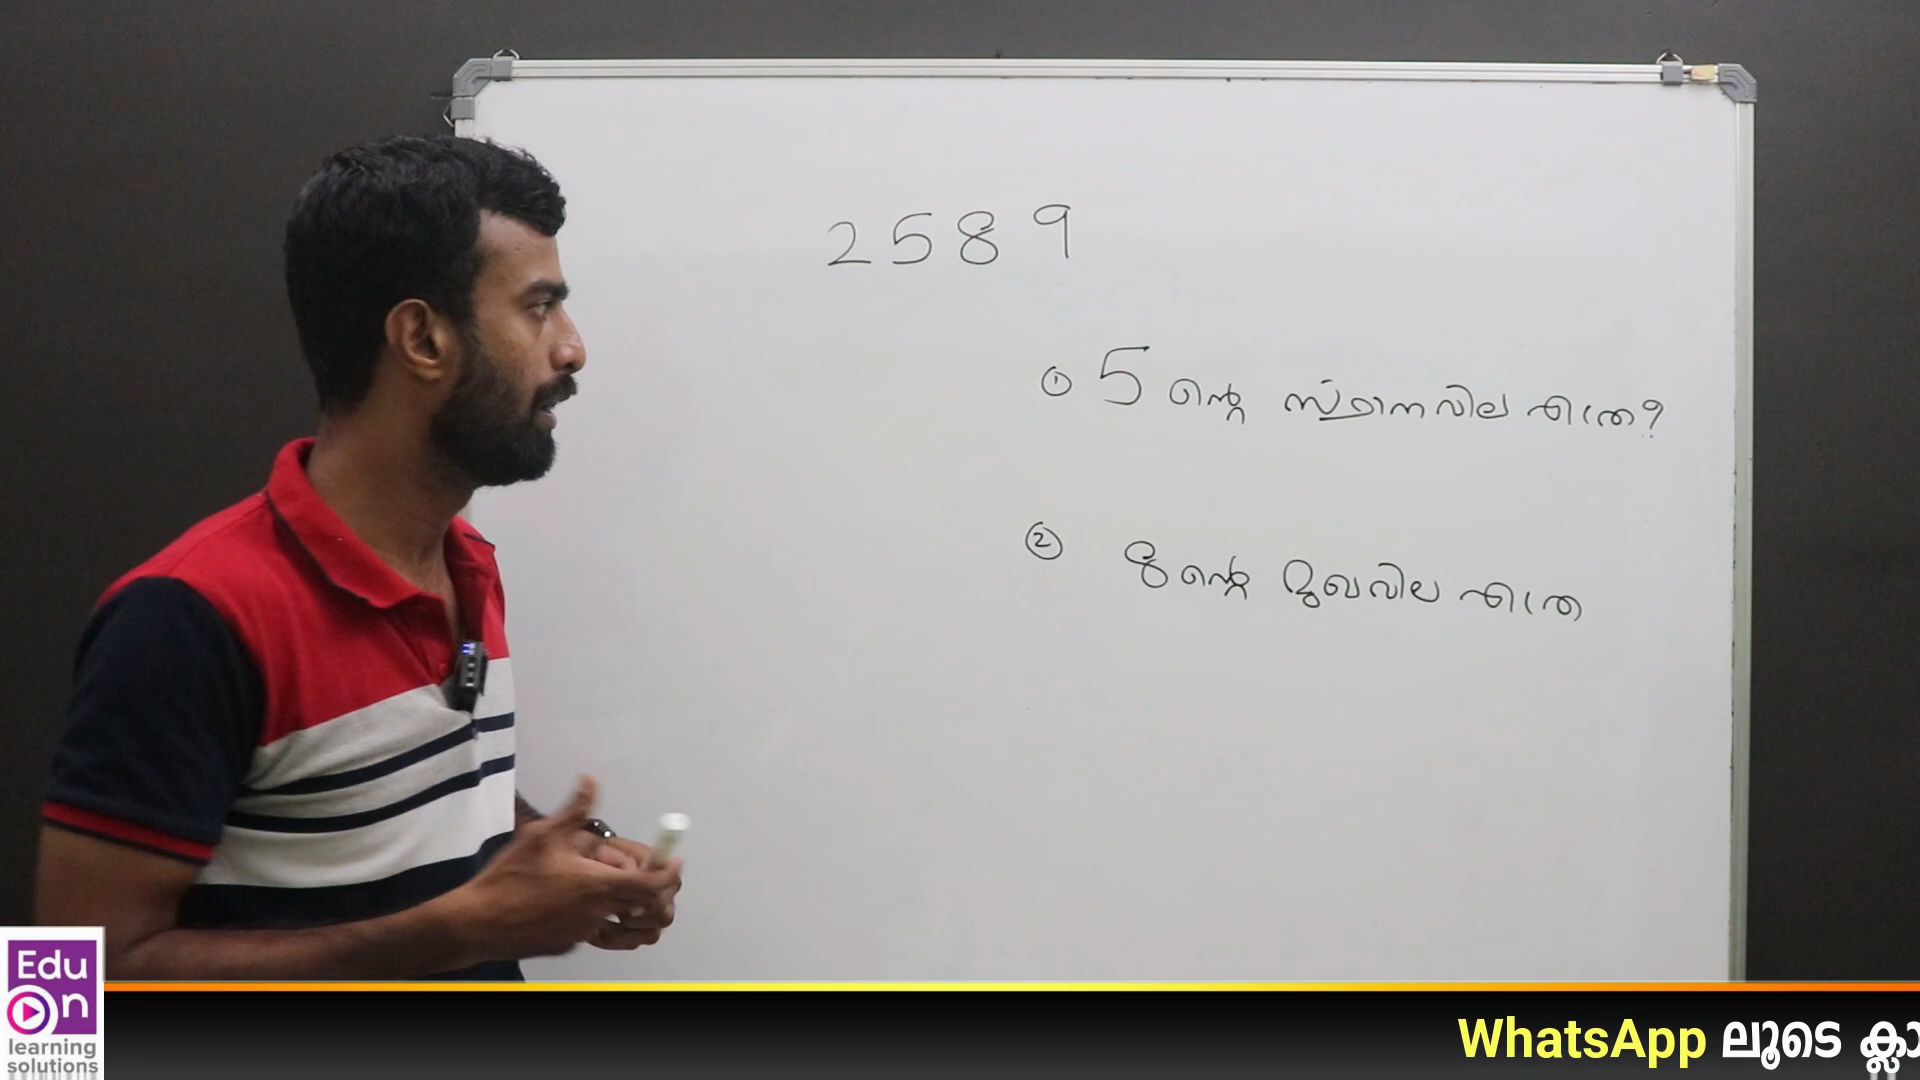 2589
① 5 ന്റെ സ്ഥാനവില എത്ര?
② 8 ന്റെ മുഖവില എത്ര
Edu
On
learning
solutions
WhatsApp ലൂടെ